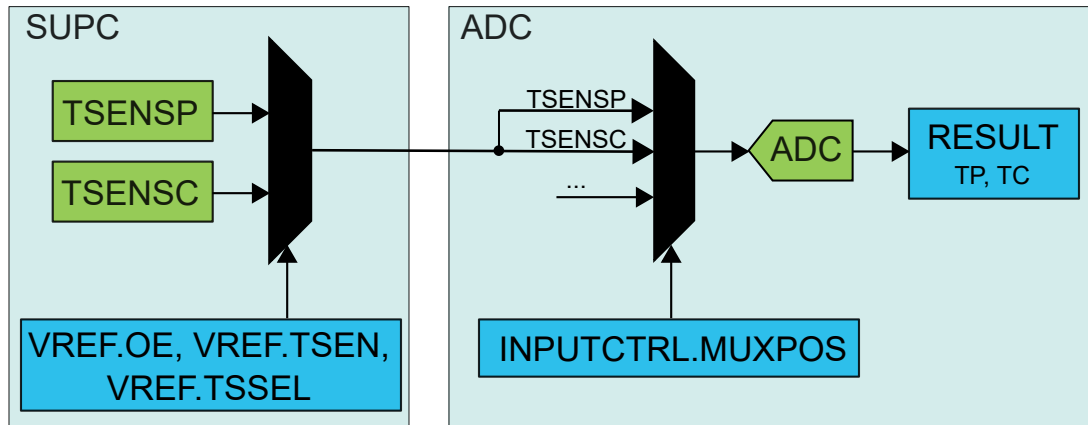 SUPC
TSENSP
TSENSC
VREF.OE, VREF.TSEN,
VREF.TSSEL
ADC
TSENSP
TSENSC
...
ADC
RESULT
TP, TC
INPUTCTRL.MUXPOS